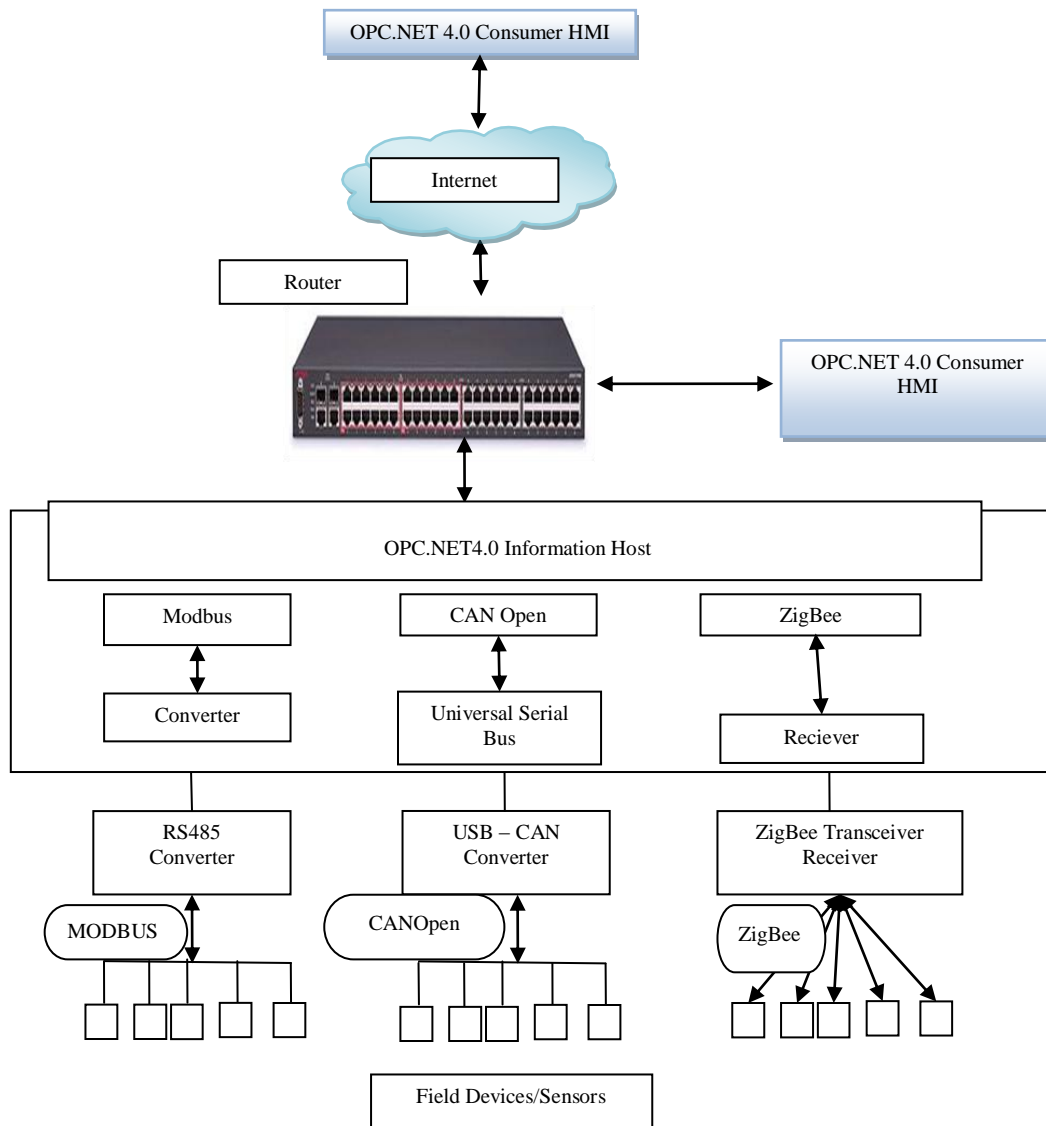 OPC.NET 4.0 Consumer HMI
Internet
Router
OPC.NET 4.0 Consumer
HMI
OPC.NET4.0 Information Host
Modbus
CAN Open
ZigBee
Converter
Universal Serial
Bus
Reciever
RS485
Converter
USB – CAN
Converter
ZigBee Transceiver
Receiver
MODBUS
CANOpen
ZigBee
Field Devices/Sensors